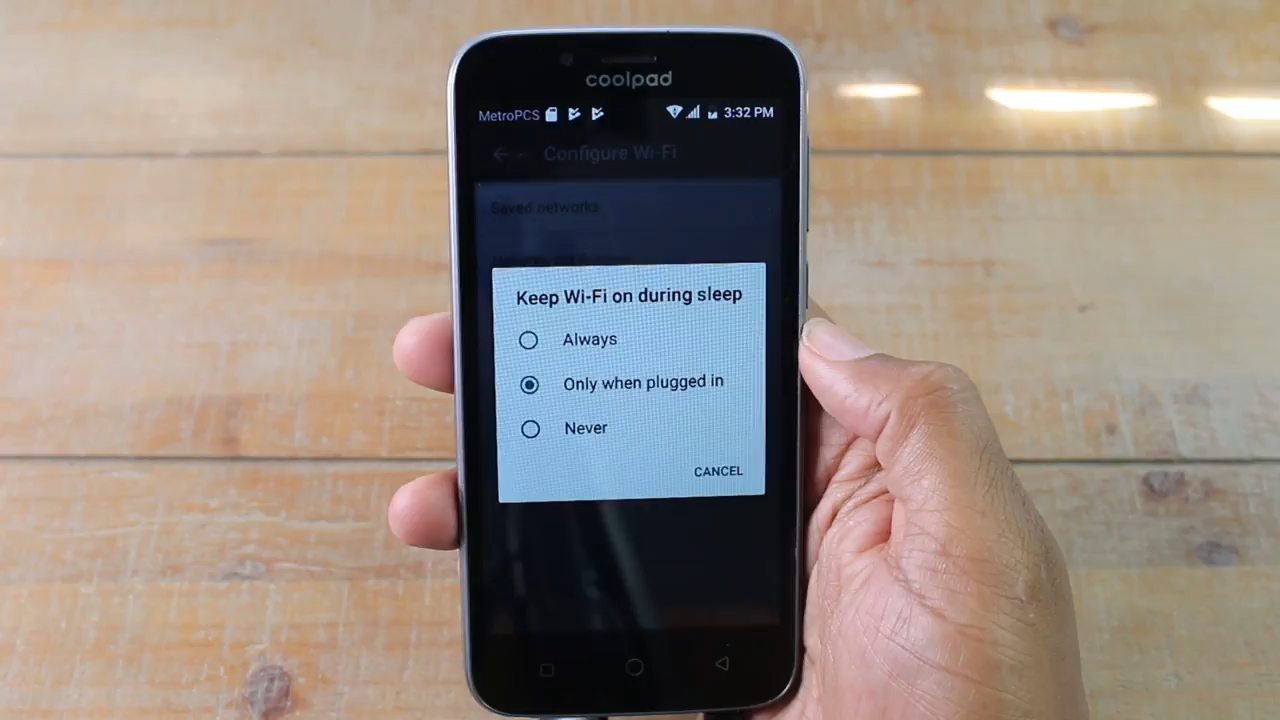 coolpad
MetroPCS 3:32 PM
Configure Wi-Fi
Saved networks
Keep Wi-Fi on during sleep
Always
Only when plugged in
Never
CANCEL